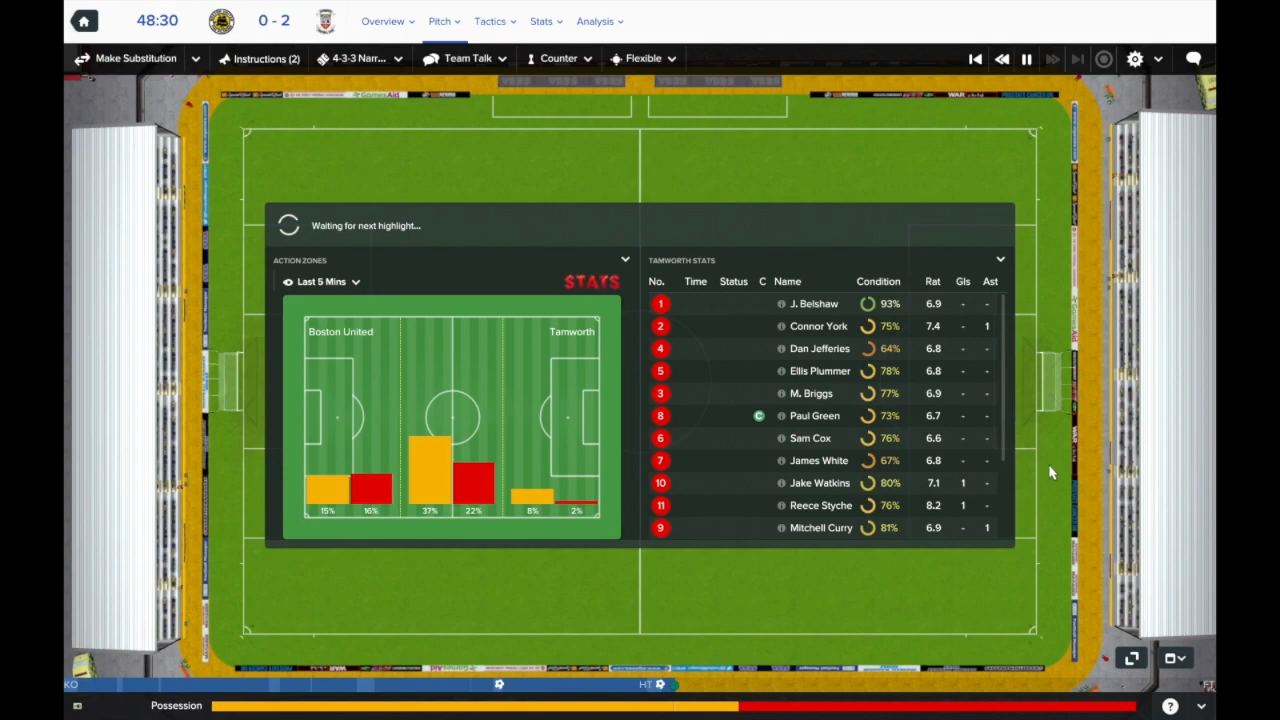 48:30
0 - 2
Overview
Pitch
Tactics
Stats
Analysis
Make Substitution
Instructions (2)
4-3-3 Narr...
Team Talk
Counter
Flexible
GamesAid
WAR
Waiting for next highlight...
ACTION ZONES
TAMWORTH STATS
Last 5 Mins
STATS
No. Time Status C Name Condition Rat Gls Ast
Boston United
Tamworth
15% 16% 37% 22% 8% 2%
1 J. Belshaw 93% 6.9 - -
2 Connor York 75% 7.4 - 1
4 Dan Jefferies 64% 6.8 - -
5 Ellis Plummer 78% 6.8 - -
3 M. Briggs 77% 6.9 - -
8 C Paul Green 73% 6.7 - -
6 Sam Cox 76% 6.6 - -
7 James White 67% 6.8 - -
10 Jake Watkins 80% 7.1 1 -
11 Reece Styche 76% 8.2 1 -
9 Mitchell Curry 81% 6.9 - 1
KO
HT
FT
Possession
?